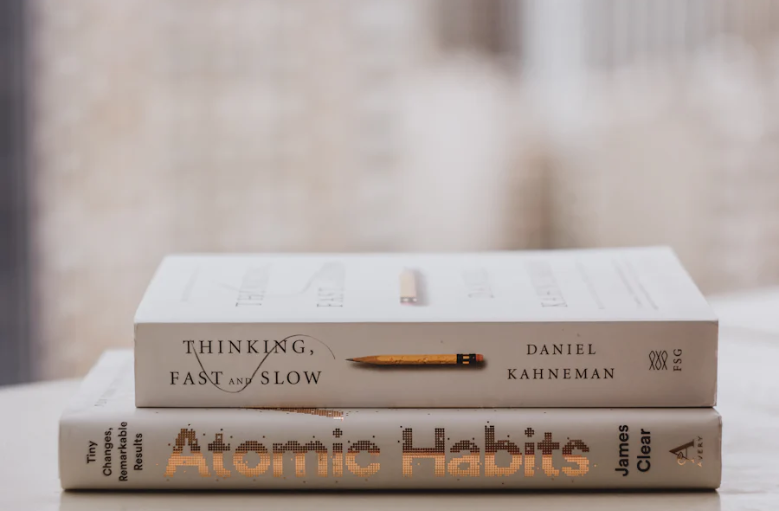 THINKING,
FAST AND SLOW
DANIEL
KAHNEMAN
FSG
Tiny
Changes,
Remarkable
Results
Atomic Habits
James
Clear
AVERY